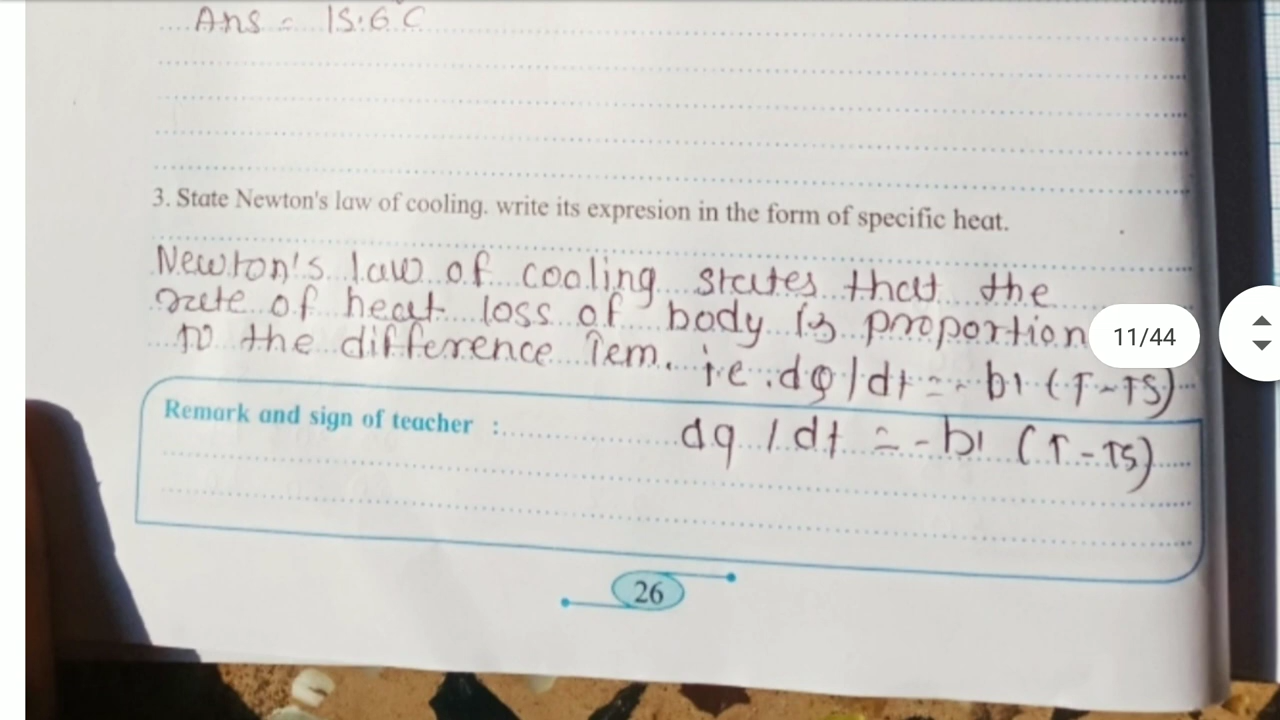 Ans = 15.6°C
3. State Newton's law of cooling. write its expresion in the form of specific heat.
Newton's law of cooling states that the
rate of heat loss of body is proportion
to the difference Tem. i.e. dQ/dt = - b1 (T-TS)
Remark and sign of teacher :
dq / dt = - b1 (T-TS)
26
11/44